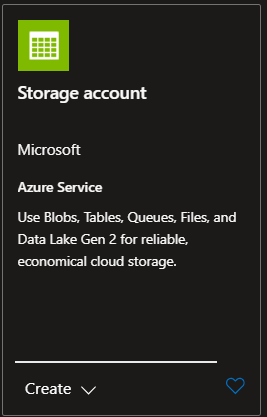 Storage account
Microsoft
Azure Service
Use Blobs, Tables, Queues, Files, and
Data Lake Gen 2 for reliable,
economical cloud storage.
Create